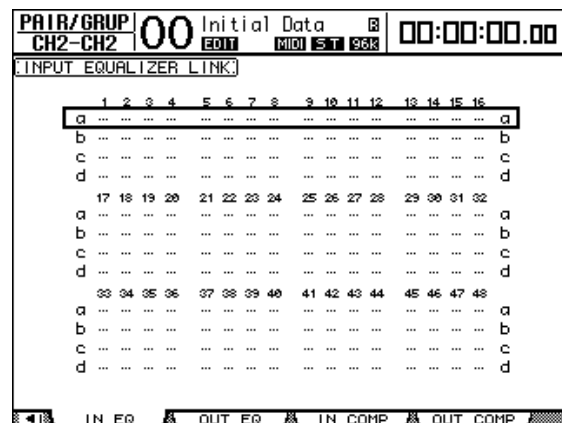 PAIR/GRUP 00 Initial Data 00:00:00.00
CH2-CH2 EDIT MIDI S.T 96k
INPUT EQUALIZER LINK
1 2 3 4 5 6 7 8 9 10 11 12 13 14 15 16
a a
b b
c c
d d
17 18 19 20 21 22 23 24 25 26 27 28 29 30 31 32
a a
b b
c c
d d
33 34 35 36 37 38 39 40 41 42 43 44 45 46 47 48
a a
b b
c c
d d
IN EQ OUT EQ IN COMP OUT COMP